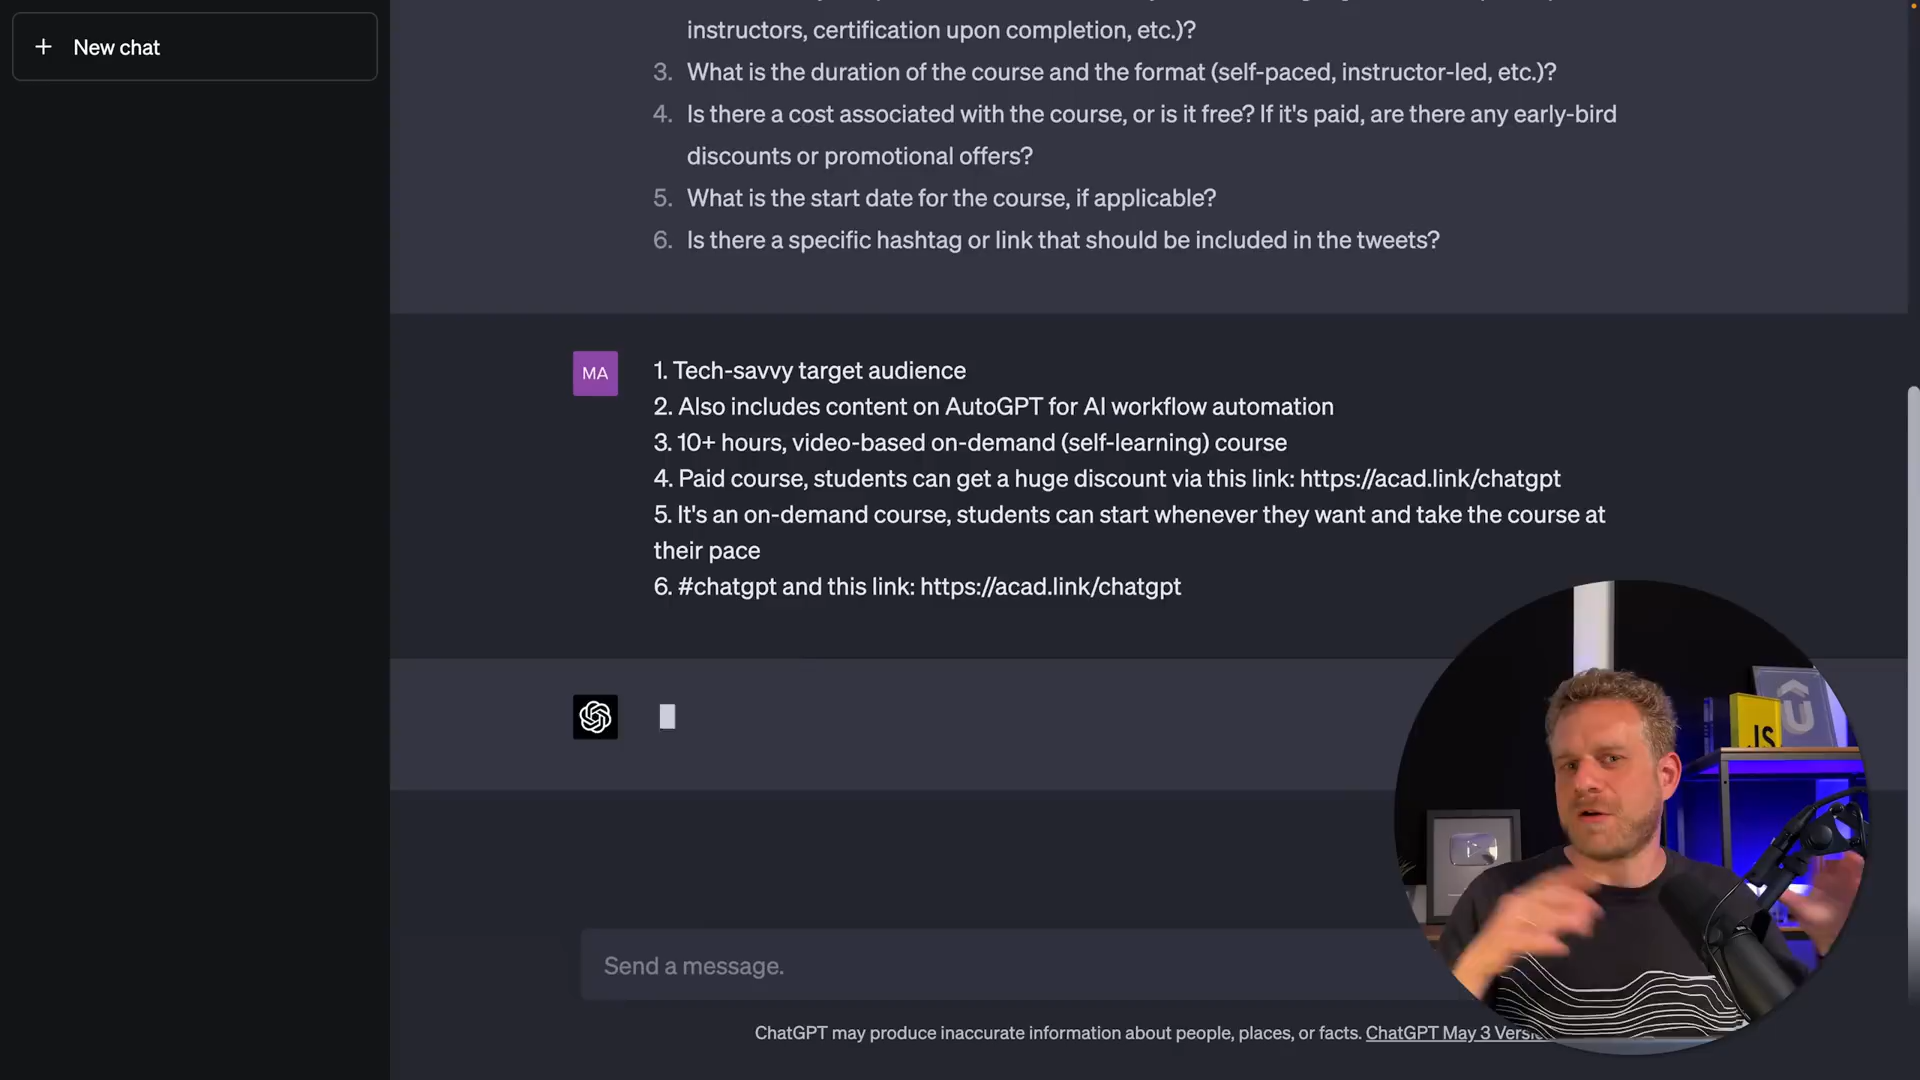 New chat
instructors, certification upon completion, etc.)?
3. What is the duration of the course and the format (self-paced, instructor-led, etc.)?
4. Is there a cost associated with the course, or is it free? If it's paid, are there any early-bird
discounts or promotional offers?
5. What is the start date for the course, if applicable?
6. Is there a specific hashtag or link that should be included in the tweets?
MA
1. Tech-savvy target audience
2. Also includes content on AutoGPT for AI workflow automation
3. 10+ hours, video-based on-demand (self-learning) course
4. Paid course, students can get a huge discount via this link: https://acad.link/chatgpt
5. It's an on-demand course, students can start whenever they want and take the course at
their pace
6. #chatgpt and this link: https://acad.link/chatgpt
JS
Send a message.
ChatGPT may produce inaccurate information about people, places, or facts. ChatGPT May 3